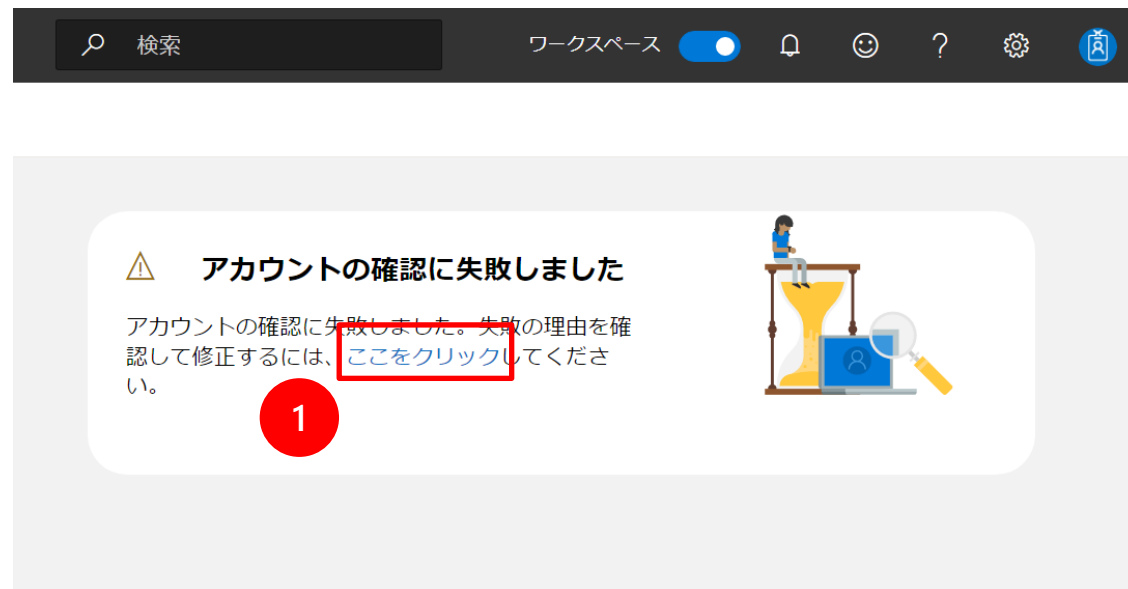 検索
ワークスペース
?
アカウントの確認に失敗しました
アカウントの確認に失敗しました。失敗の理由を確
認して修正するには、ここをクリックしてくださ
い。
1